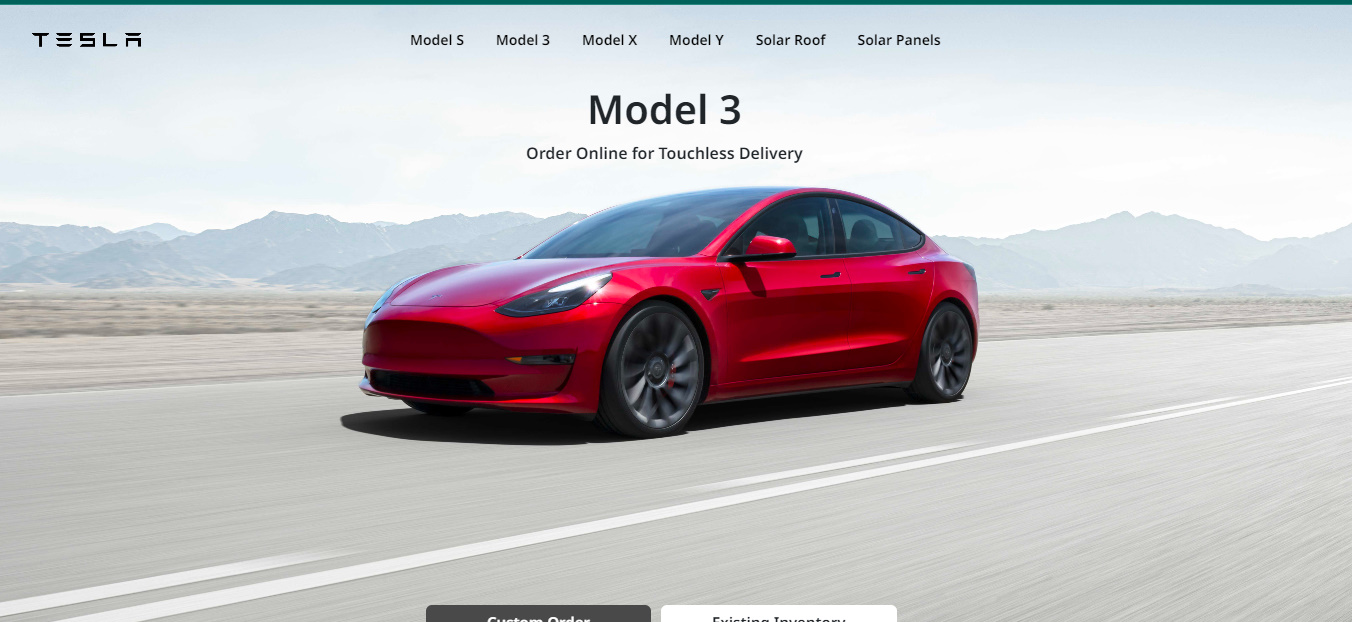 TESLA
Model S Model 3 Model X Model Y Solar Roof Solar Panels
Model 3
Order Online for Touchless Delivery
Custom Order Existing Inventory